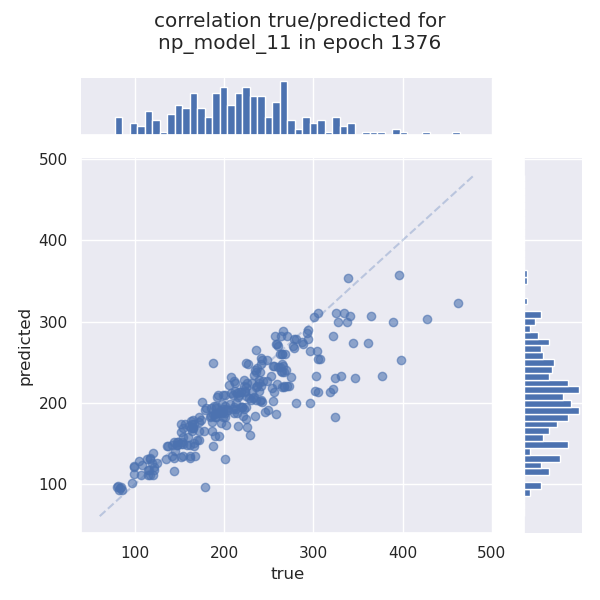 correlation true/predicted for
np_model_11 in epoch 1376
500
400
300
200
100
predicted
100 200 300 400 500
true